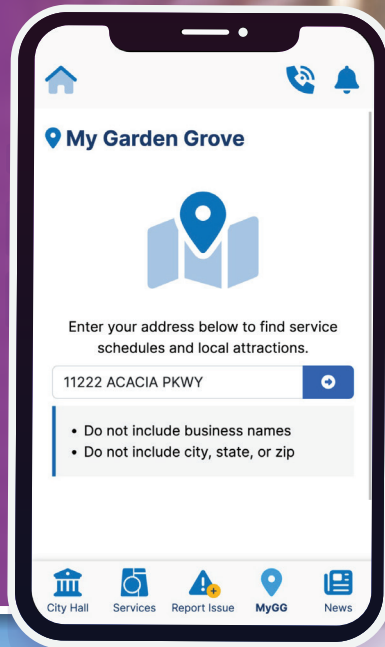 My Garden Grove
Enter your address below to find service
schedules and local attractions.
11222 ACACIA PKWY
• Do not include business names
• Do not include city, state, or zip
City Hall
Services
Report Issue
MyGG
News